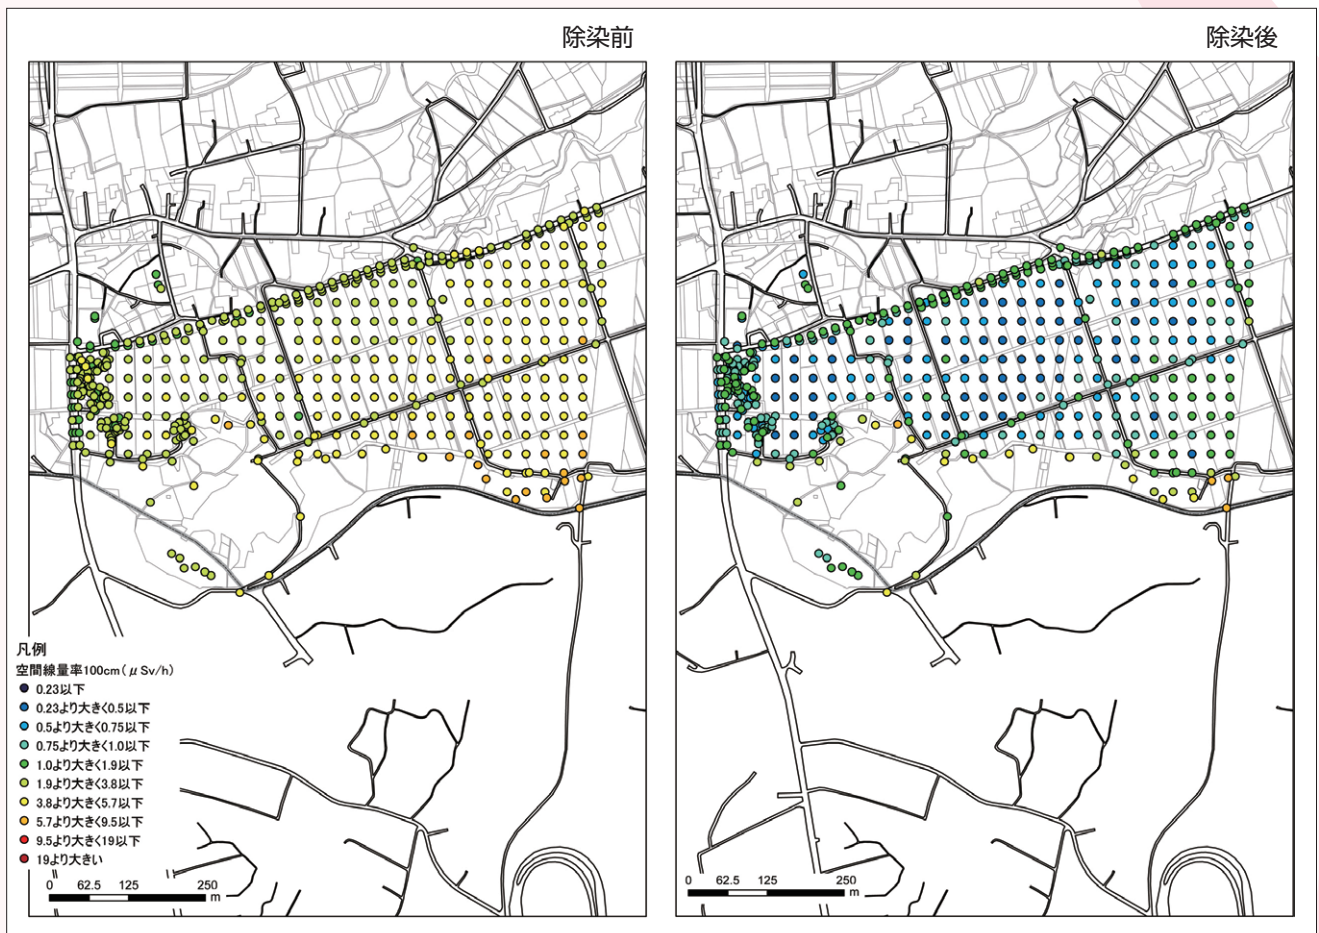 除染前
除染後
凡例
空間線量率100cm(μSv/h)
0.23以下
0.23より大きく0.5以下
0.5より大きく0.75以下
0.75より大きく1.0以下
1.0より大きく1.9以下
1.9より大きく3.8以下
3.8より大きく5.7以下
5.7より大きく9.5以下
9.5より大きく19以下
19より大きい
0 62.5 125 250
m
0 62.5 125 250
m